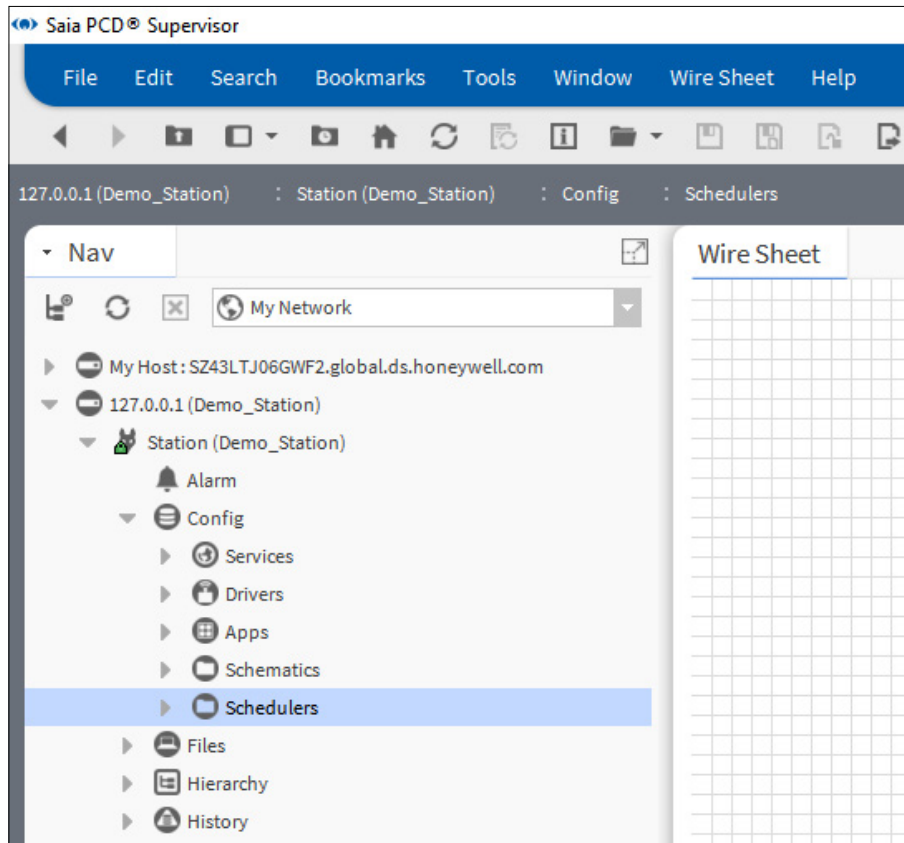 Saia PCD® Supervisor
File Edit Search Bookmarks Tools Window Wire Sheet Help
127.0.0.1 (Demo_Station) : Station (Demo_Station) : Config : Schedulers
Nav
Wire Sheet
My Network
My Host : SZ43LTJ06GWF2.global.ds.honeywell.com
127.0.0.1 (Demo_Station)
Station (Demo_Station)
Alarm
Config
Services
Drivers
Apps
Schematics
Schedulers
Files
Hierarchy
History